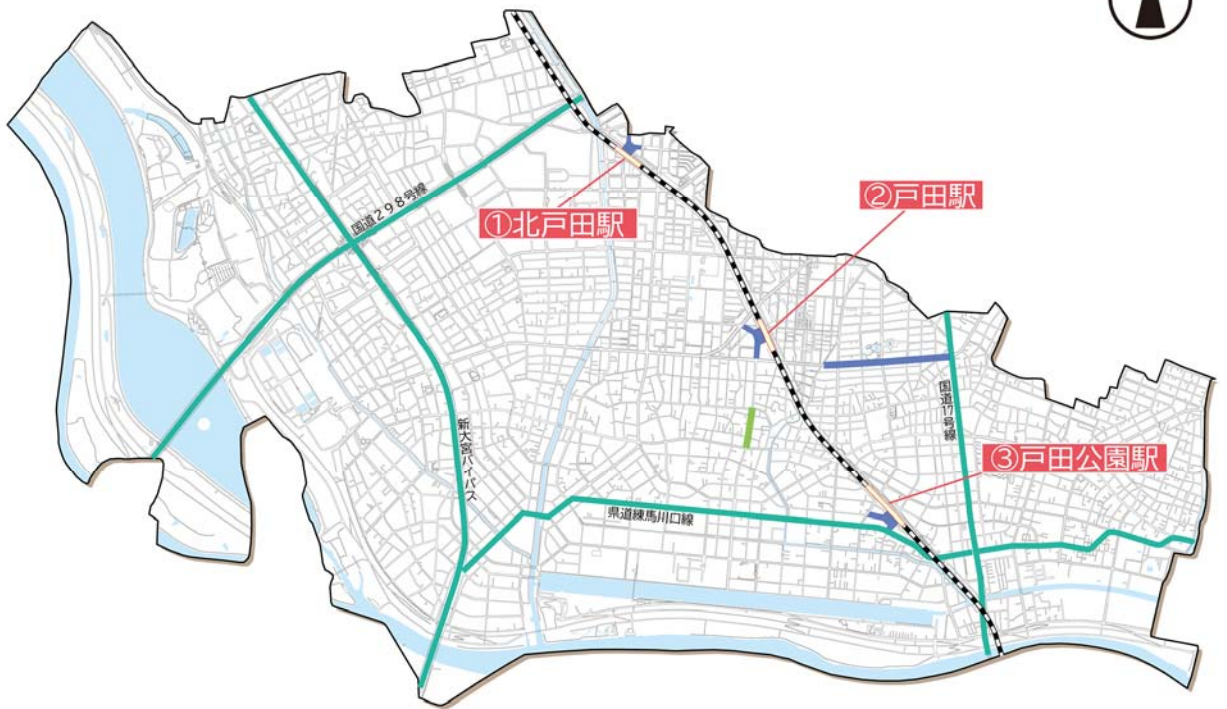 ①北戸田駅
②戸田駅
国道298号線
国道17号線
新大宮バイパス
③戸田公園駅
県道練馬川口線